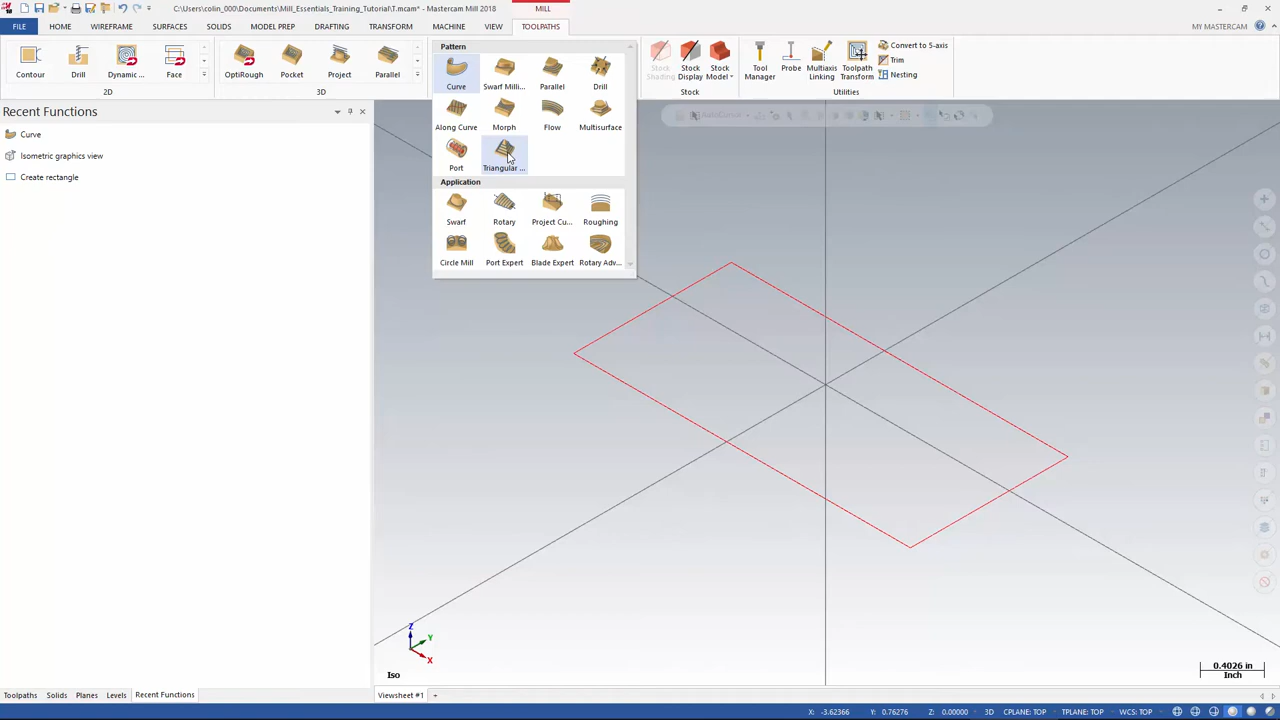 C:\Users\colin_000\Documents\Mill_Essentials_Training_Tutorial\T.mcam* - Mastercam Mill 2018
MILL
FILE HOME WIREFRAME SURFACES SOLIDS MODEL PREP DRAFTING TRANSFORM MACHINE VIEW TOOLPATHS MY MASTERCAM
Contour Drill Dynamic ... Face
2D
OptiRough Pocket Project Parallel
3D
Pattern
Curve Swarf Milli... Parallel Drill
Along Curve Morph Flow Multisurface
Port Triangular ...
Application
Swarf Rotary Project Cu... Roughing
Circle Mill Port Expert Blade Expert Rotary Adv...
Stock Shading Stock Display Stock Model
Stock
Tool Manager Probe Multiaxis Linking Toolpath Transform
Convert to 5-axis
Trim
Nesting
Utilities
AutoCursor
Recent Functions
Curve
Isometric graphics view
Create rectangle
Z
Y
X
Iso
0.4026 in
Inch
Toolpaths Solids Planes Levels Recent Functions
Viewsheet #1 +
X: -3.62366 Y: 0.76276 Z: 0.00000 3D CPLANE: TOP TPLANE: TOP WCS: TOP